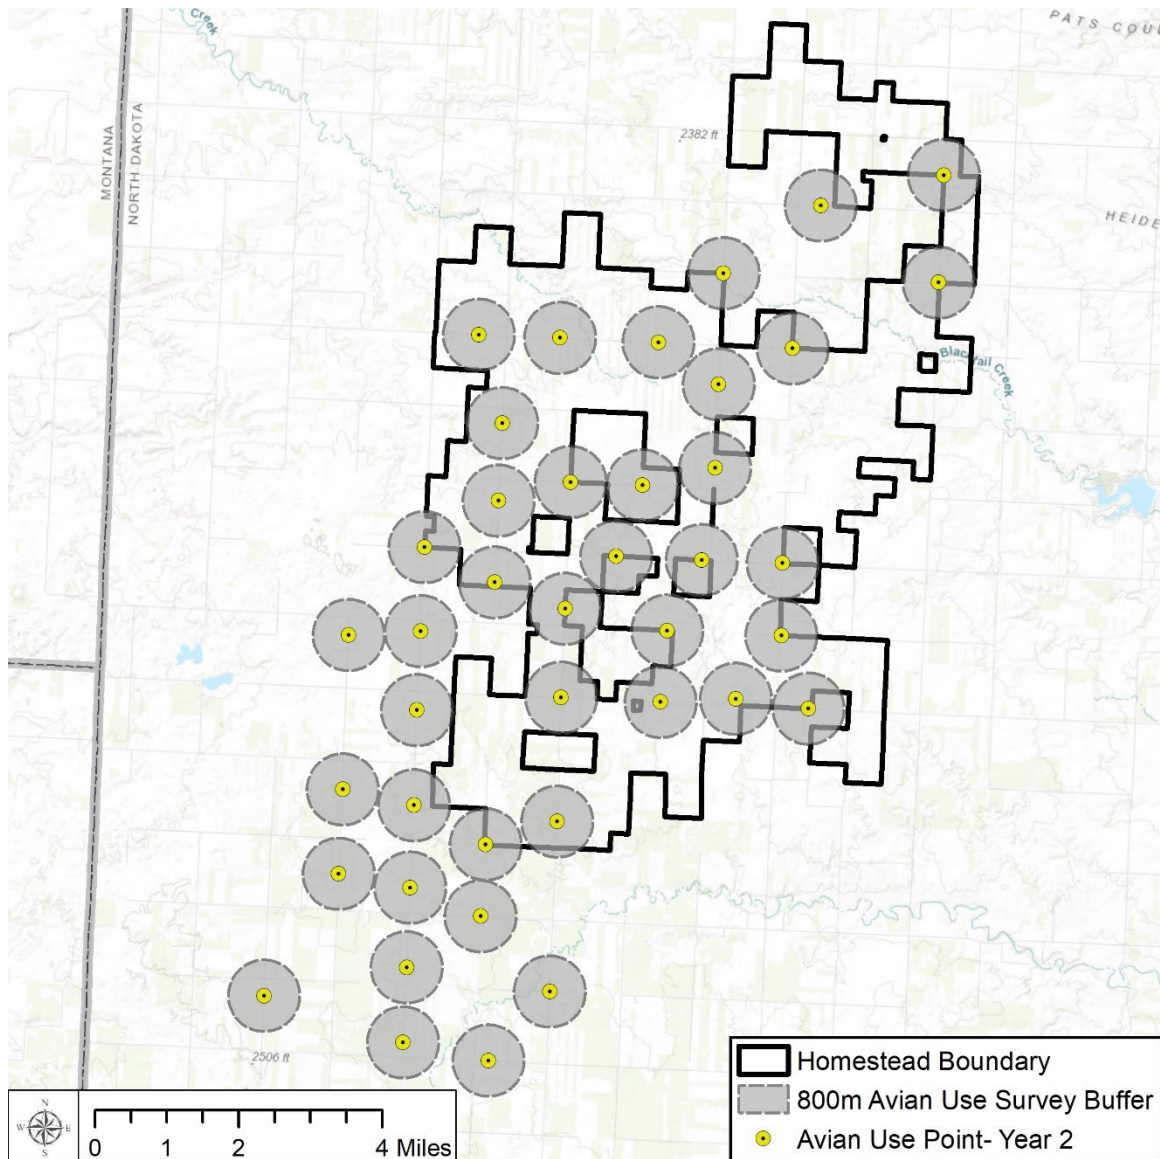 Creek
PATS COUL
2382 ft
MONTANA
NORTH DAKOTA
HEIDE
Blacktail Creek
2506 ft
N
W E
S
0 1 2 4 Miles
Homestead Boundary
800m Avian Use Survey Buffer
Avian Use Point- Year 2